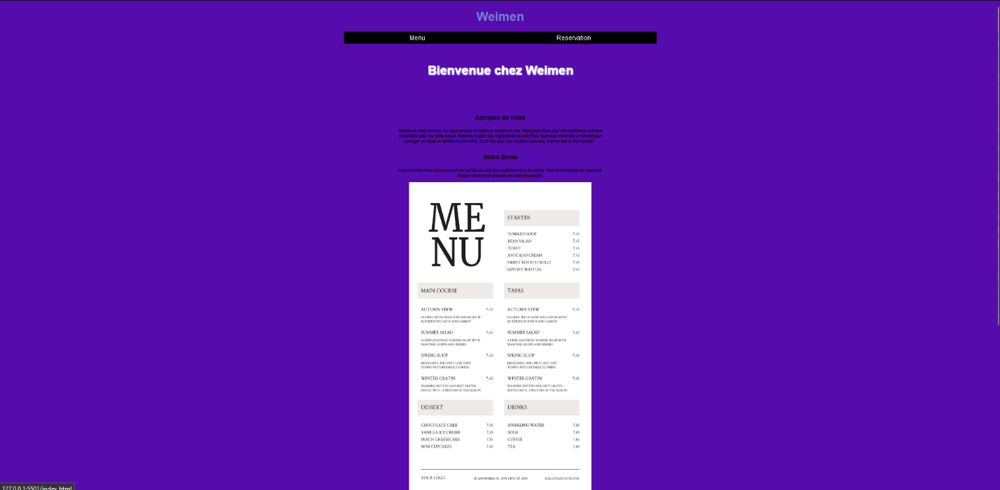 Weimen
Menu
Reservation
Bienvenue chez Weimen
Apropos de nous
Bienvenue chez Weimen, Où nous servons la meilleure cuisine en ville. Rejoignez-nous pour une expérience culinaire
inoubliable avec nos plats exquis, élaborés à partir des ingrédients les plus frais. Que vous cherchiez un endroit pour
partager un repas en famille et entre amis, ou un lieu pour une occasion spéciale, Weimen est le choix parfait."
Notre Menu
Explorer notre menu et decrouvrez une variété de plats pour satisfaire tous les palais. Des hors-d'œuvre aux desserts,
chaque élément est préparé avec soin et passion
ME
NU
STARTER
TOMATO SOUP 7.45
BEAN SALAD 7.45
TOAST 7.45
AVOCADO CREAM 7.45
SWEET POTATO ROLLS 7.45
SAVORY WAFFLES 7.45
MAIN COURSE
AUTUMN STEW 7.45
COOKED WITH HERBS AND SERVED WITH
BUTTERED POTATOS AND CARROT
SUMMER SALAD 7.45
A CRISP AND FRESH SUMMER SALAD WITH
SEASONAL GREENS AND BERRIES
SPRING SUOP 7.45
REFRESHING AND SPICY LEEK SOUP
TOPPED WITH EATABLE FLOWERS
WINTER GRATIN 7.45
WARMING POTATO AND BEET GRATEN
SERVED WITH A PROTEIN OF THE SEASON
TAPAS
AUTUMN STEW 7.45
COOKED WITH HERBS AND SERVED WITH
BUTTERED POTATOS AND CARROT
SUMMER SALAD 7.45
A CRISP AND FRESH SUMMER SALAD WITH
SEASONAL GREENS AND BERRIES
SPRING SUOP 7.45
REFRESHING AND SPICY LEEK SOUP
TOPPED WITH EATABLE FLOWERS
WINTER GRATIN 7.45
WARMING POTATO AND BEET GRATEN
SERVED WITH A PROTEIN OF THE SEASON
DESSERT
CHOCOLATE CAKE 7.45
VANILLA ICE CREAM 7.45
PEACH CHEESECAKE 7.45
MINI CUPCAKES 7.45
DRINKS
SPARKLING WATER 7.45
SODA 7.45
COFFEE 7.45
TEA 7.45
YOUR LOGO
123 ANYWHERE ST., ANY CITY, ST 12345
REALLYGREATSITE.COM
127.0.0.1:5501/index.html